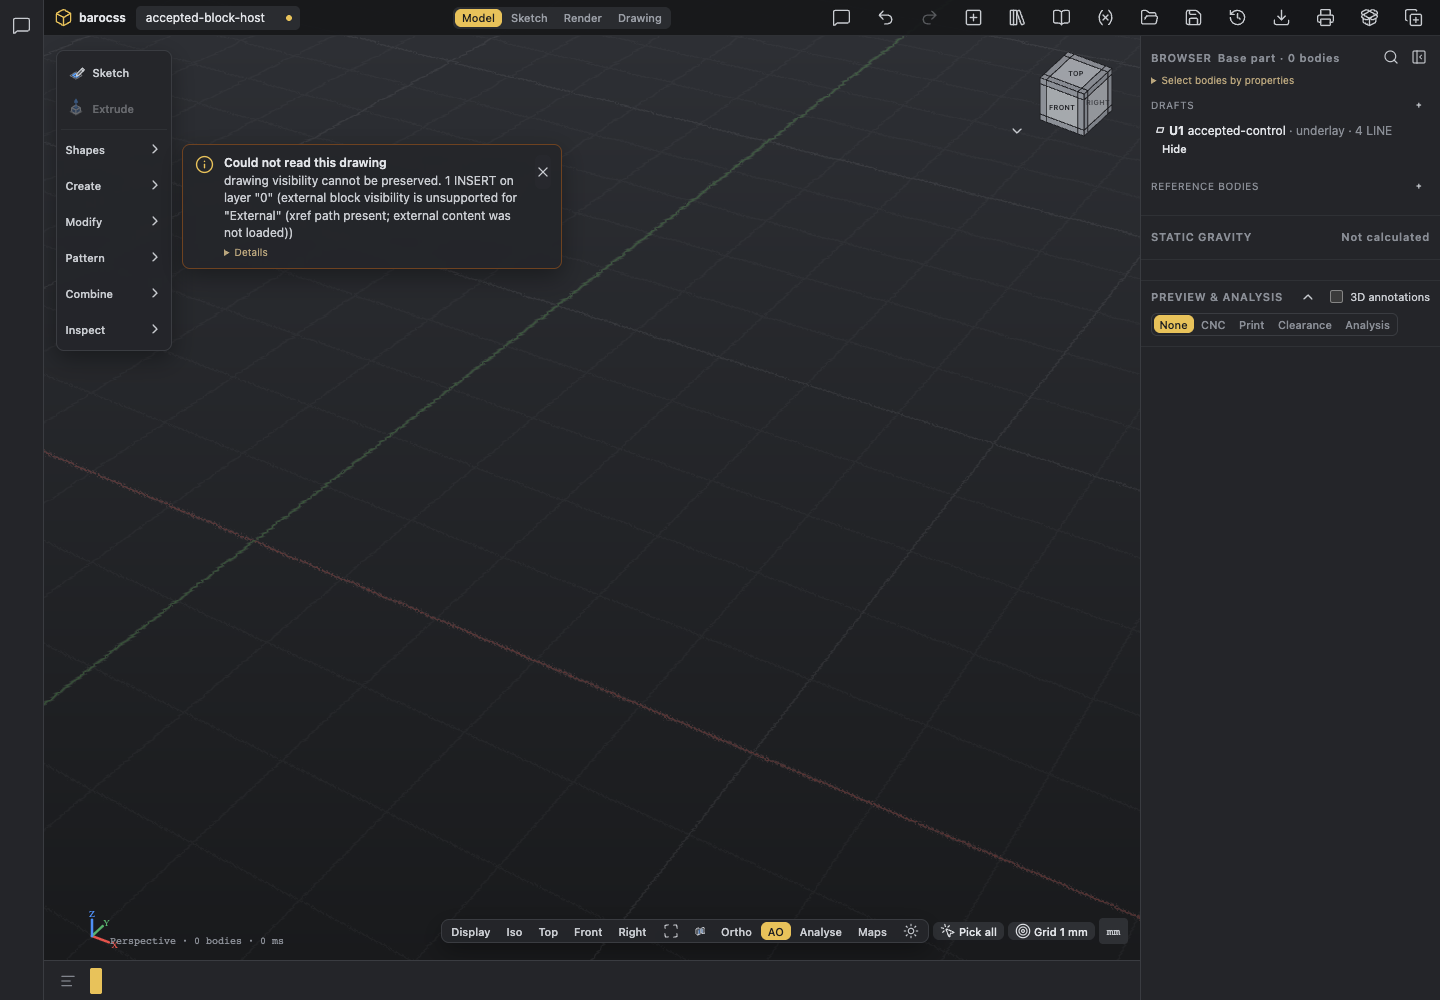 barocss
accepted-block-host
Model
Sketch
Render
Drawing
Sketch
Extrude
Shapes
Create
Modify
Pattern
Combine
Inspect
Could not read this drawing
drawing visibility cannot be preserved. 1 INSERT on
layer "0" (external block visibility is unsupported for
"External" (xref path present; external content was
not loaded))
Details
TOP
FRONT
RIGHT
BROWSER Base part · 0 bodies
Select bodies by properties
DRAFTS
+
U1 accepted-control · underlay · 4 LINE
Hide
REFERENCE BODIES
+
STATIC GRAVITY
Not calculated
PREVIEW & ANALYSIS
3D annotations
None
CNC
Print
Clearance
Analysis
Z
Y
X
Perspective · 0 bodies · 0 ms
Display
Iso
Top
Front
Right
Ortho
AO
Analyse
Maps
Pick all
Grid 1 mm
mm